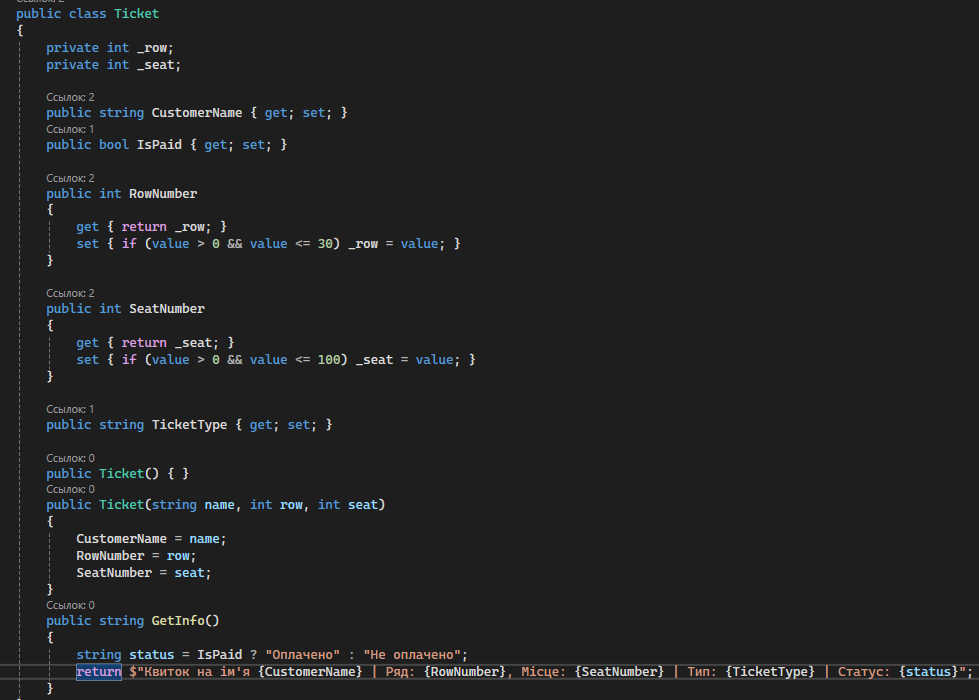 Ссылок: 2
public class Ticket
{
private int _row;
private int _seat;
Ссылок: 2
public string CustomerName { get; set; }
Ссылок: 1
public bool IsPaid { get; set; }
Ссылок: 2
public int RowNumber
{
get { return _row; }
set { if (value > 0 && value <= 30) _row = value; }
}
Ссылок: 2
public int SeatNumber
{
get { return _seat; }
set { if (value > 0 && value <= 100) _seat = value; }
}
Ссылок: 1
public string TicketType { get; set; }
Ссылок: 0
public Ticket() { }
Ссылок: 0
public Ticket(string name, int row, int seat)
{
CustomerName = name;
RowNumber = row;
SeatNumber = seat;
}
Ссылок: 0
public string GetInfo()
{
string status = IsPaid ? "Оплачено" : "Не оплачено";
return $"Квиток на ім'я {CustomerName} | Ряд: {RowNumber}, Місце: {SeatNumber} | Тип: {TicketType} | Статус: {status}";
}